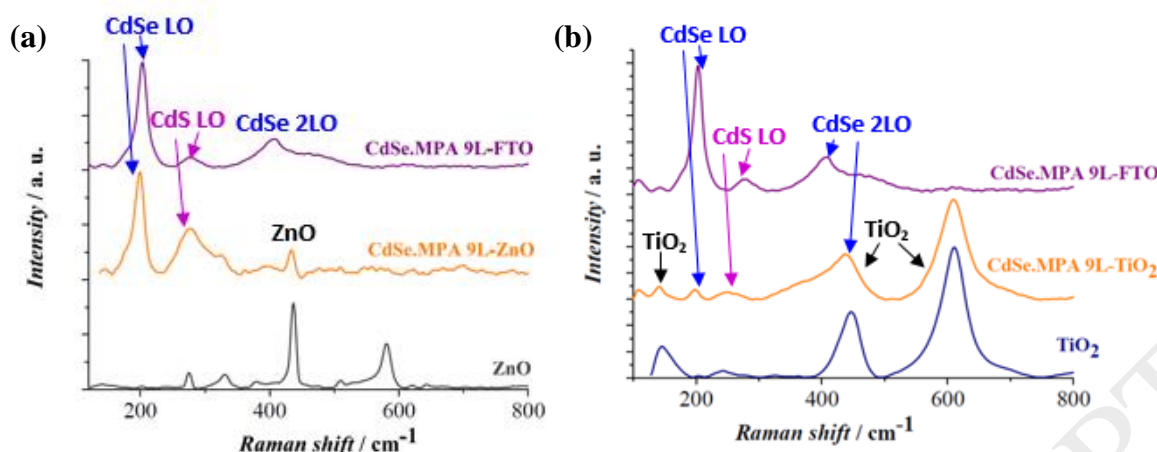 (a)
CdSe LO
CdS LO
CdSe 2LO
CdSe.MPA 9L-FTO
ZnO
CdSe.MPA 9L-ZnO
ZnO
Intensity / a. u.
200 400 600 800
Raman shift / cm-1
(b)
CdSe LO
CdS LO
CdSe 2LO
CdSe.MPA 9L-FTO
TiO2
TiO2
CdSe.MPA 9L-TiO2
TiO2
Intensity / a. u.
200 400 600 800
Raman shift / cm-1
DT